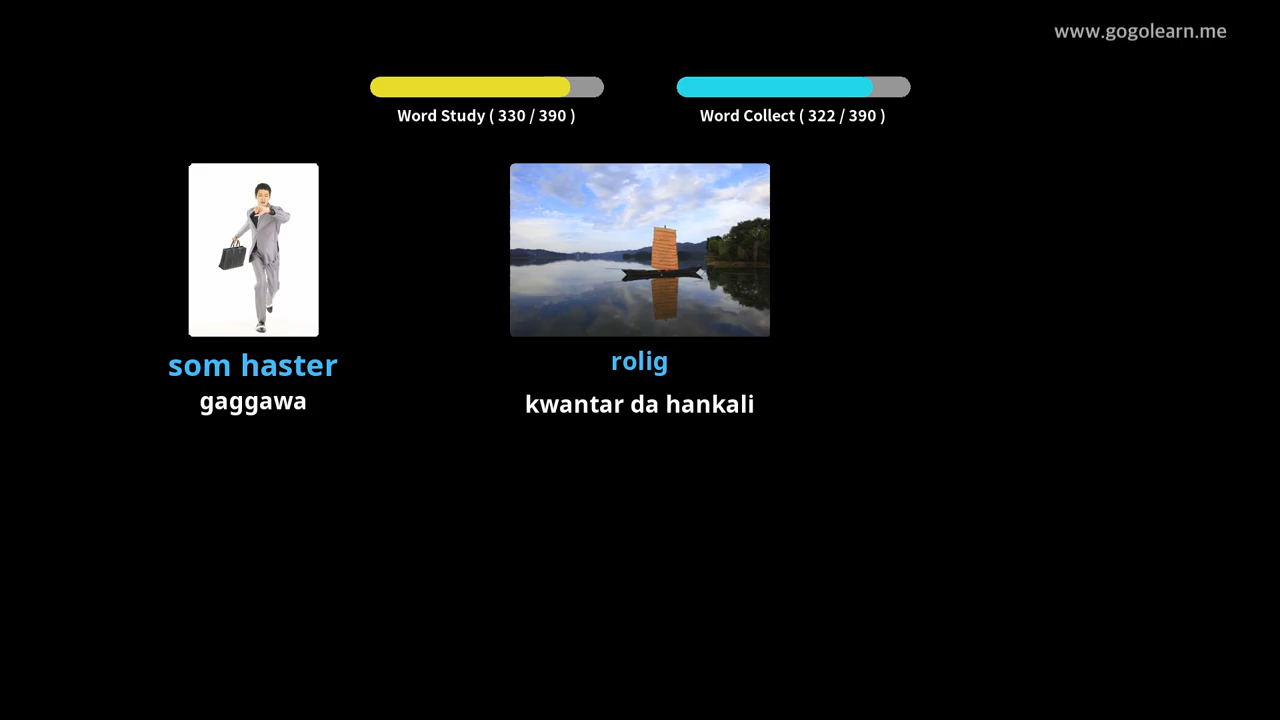 www.gogolearn.me
Word Study ( 330 / 390 )
Word Collect ( 322 / 390 )
som haster
gaggawa
rolig
kwantar da hankali